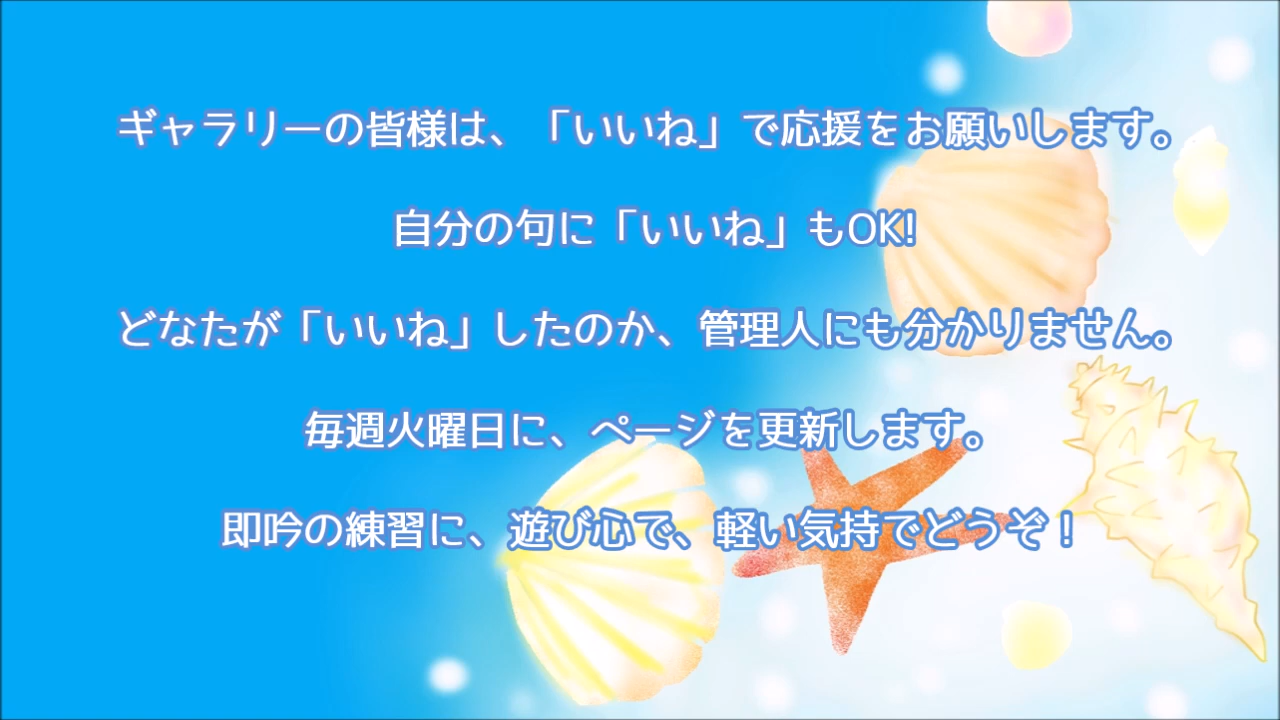 ギャラリーの皆様は、「いいね」で応援をお願いします。
自分の句に「いいね」もOK!
どなたが「いいね」したのか、管理人にも分かりません。
毎週火曜日に、ページを更新します。
即吟の練習に、遊び心で、軽い気持でどうぞ！